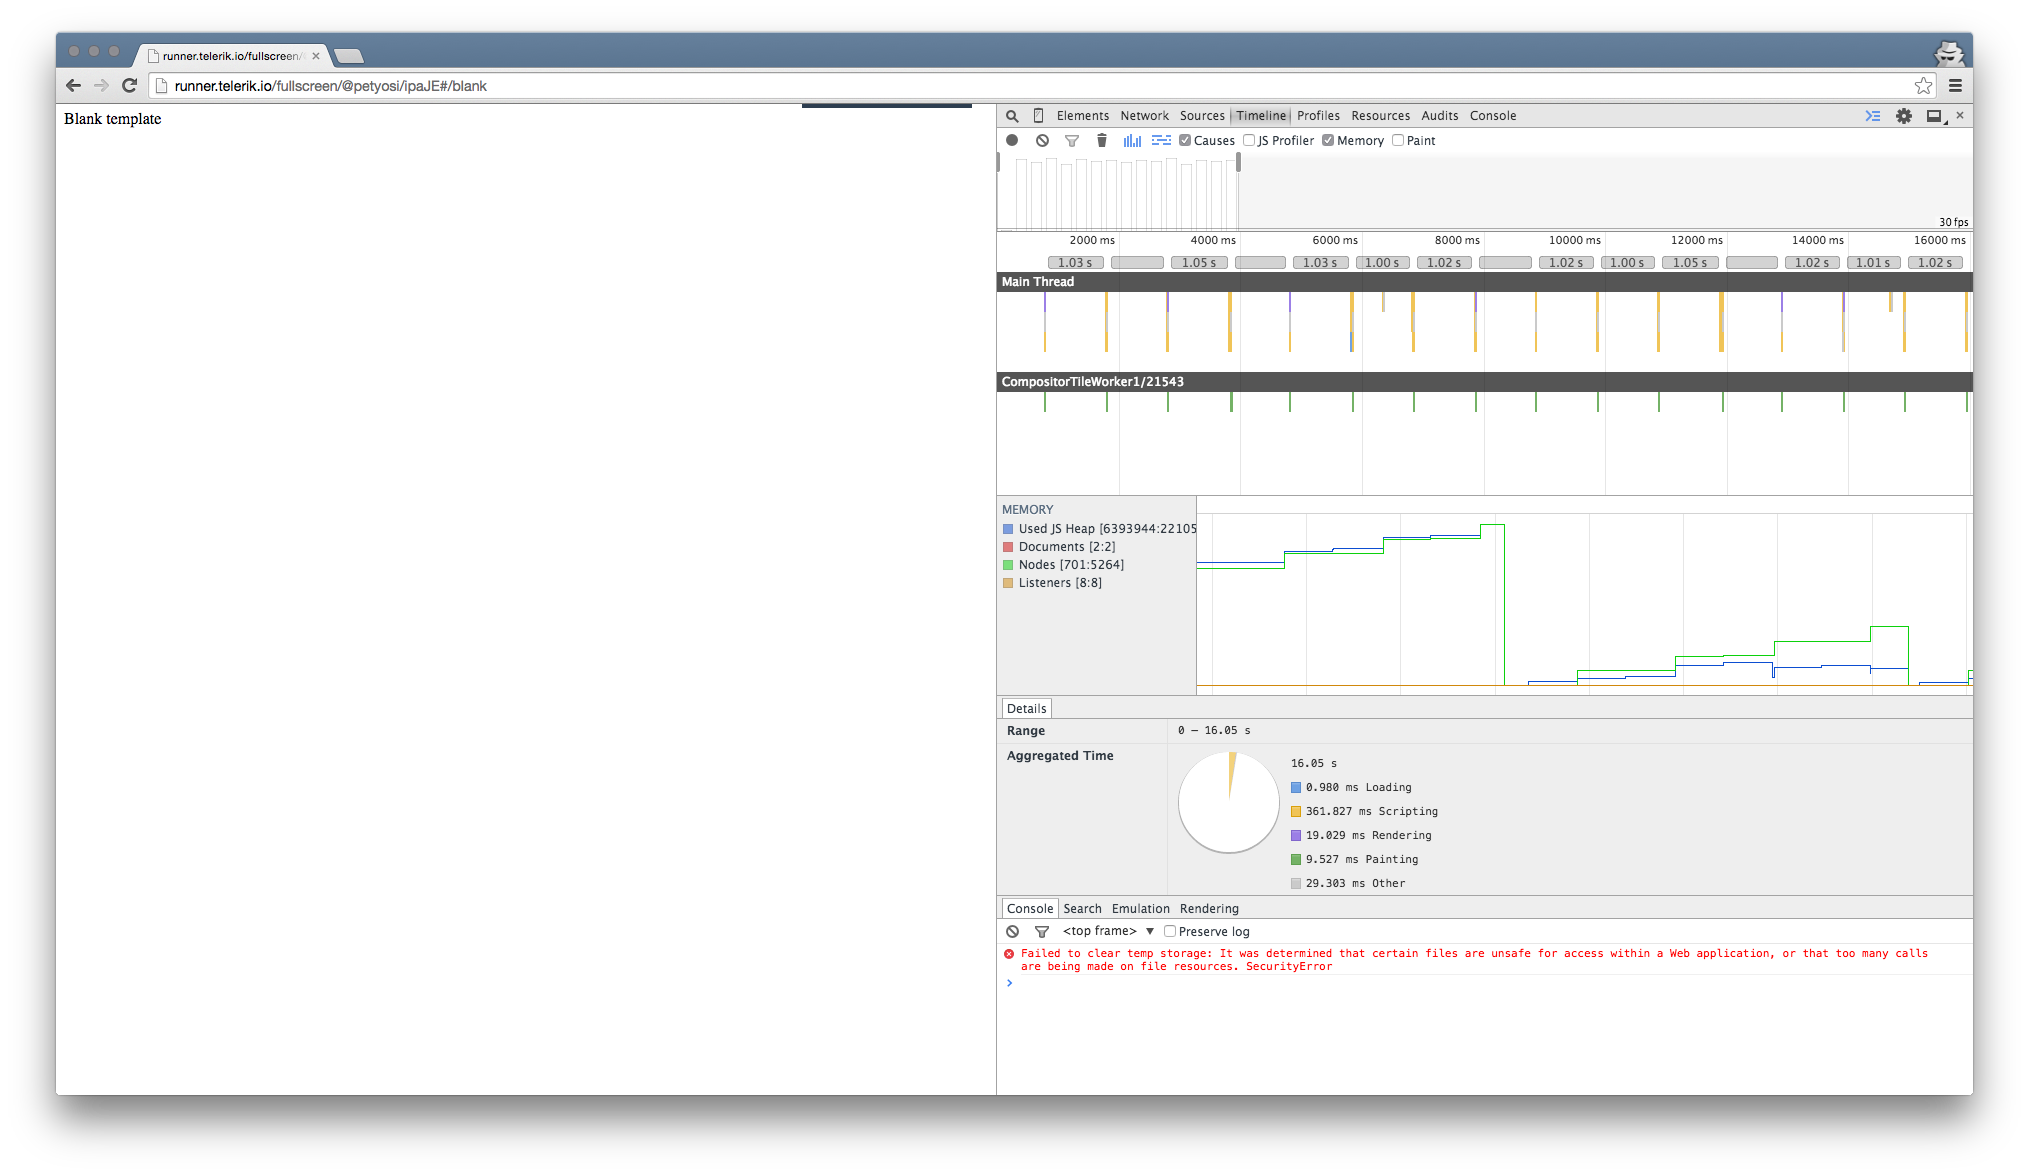 runner.telerik.io/fullscreen/
runner.telerik.io/fullscreen/@petyosi/ipaJE#/blank
Blank template
Elements Network Sources Timeline Profiles Resources Audits Console
Causes JS Profiler Memory Paint
30 fps
2000 ms 4000 ms 6000 ms 8000 ms 10000 ms 12000 ms 14000 ms 16000 ms
1.03 s 1.05 s 1.03 s 1.00 s 1.02 s 1.02 s 1.00 s 1.05 s 1.02 s 1.01 s 1.02 s
Main Thread
CompositorTileWorker1/21543
MEMORY
Used JS Heap [6393944:22105
Documents [2:2]
Nodes [701:5264]
Listeners [8:8]
Details
Range 0 – 16.05 s
Aggregated Time
16.05 s
0.980 ms Loading
361.827 ms Scripting
19.029 ms Rendering
9.527 ms Painting
29.303 ms Other
Console Search Emulation Rendering
<top frame> ▼ Preserve log
Failed to clear temp storage: It was determined that certain files are unsafe for access within a Web application, or that too many calls
are being made on file resources. SecurityError